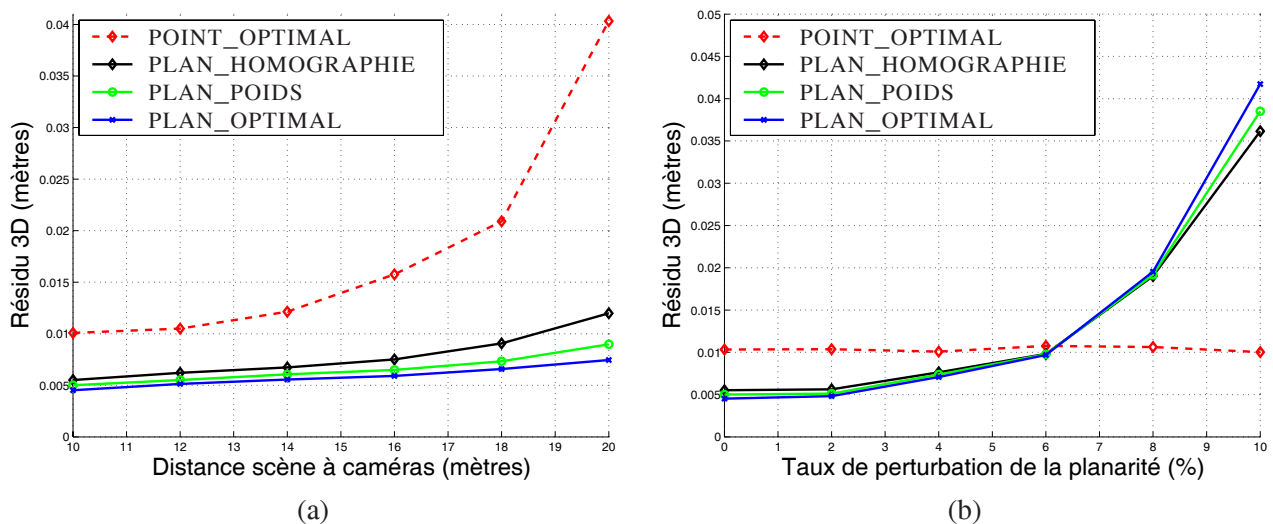 0.04
0.035
0.03
0.025
0.02
0.015
0.01
0.005
0
10 11 12 13 14 15 16 17 18 19 20
Résidu 3D (mètres)
POINT_OPTIMAL
PLAN_HOMOGRAPHIE
PLAN_POIDS
PLAN_OPTIMAL
Distance scène à caméras (mètres)
(a)
0.05
0.045
0.04
0.035
0.03
0.025
0.02
0.015
0.01
0.005
0
0 1 2 3 4 5 6 7 8 9 10
Résidu 3D (mètres)
POINT_OPTIMAL
PLAN_HOMOGRAPHIE
PLAN_POIDS
PLAN_OPTIMAL
Taux de perturbation de la planarité (%)
(b)